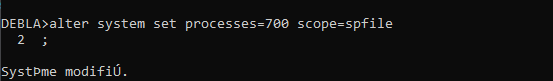 DEBLA>alter system set processes=700 scope=spfile
2 ;
SystÞme modifiÚ.